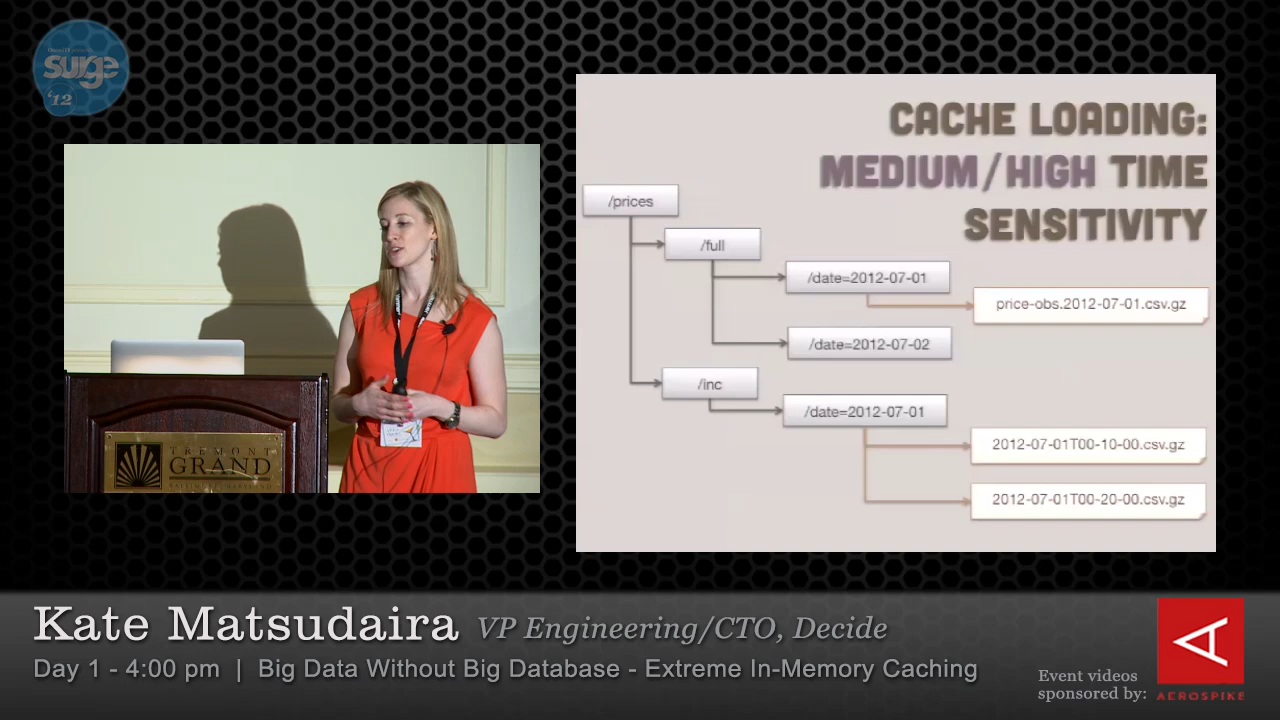 surge
'12
CACHE LOADING:
MEDIUM/HIGH TIME
SENSITIVITY
/prices
/full
/date=2012-07-01
price-obs.2012-07-01.csv.gz
/date=2012-07-02
/inc
/date=2012-07-01
2012-07-01T00-10-00.csv.gz
2012-07-01T00-20-00.csv.gz
TREMONT
GRAND
Kate Matsudaira VP Engineering/CTO, Decide
Day 1 - 4:00 pm | Big Data Without Big Database - Extreme In-Memory Caching
Event videos
sponsored by:
AEROSPIKE